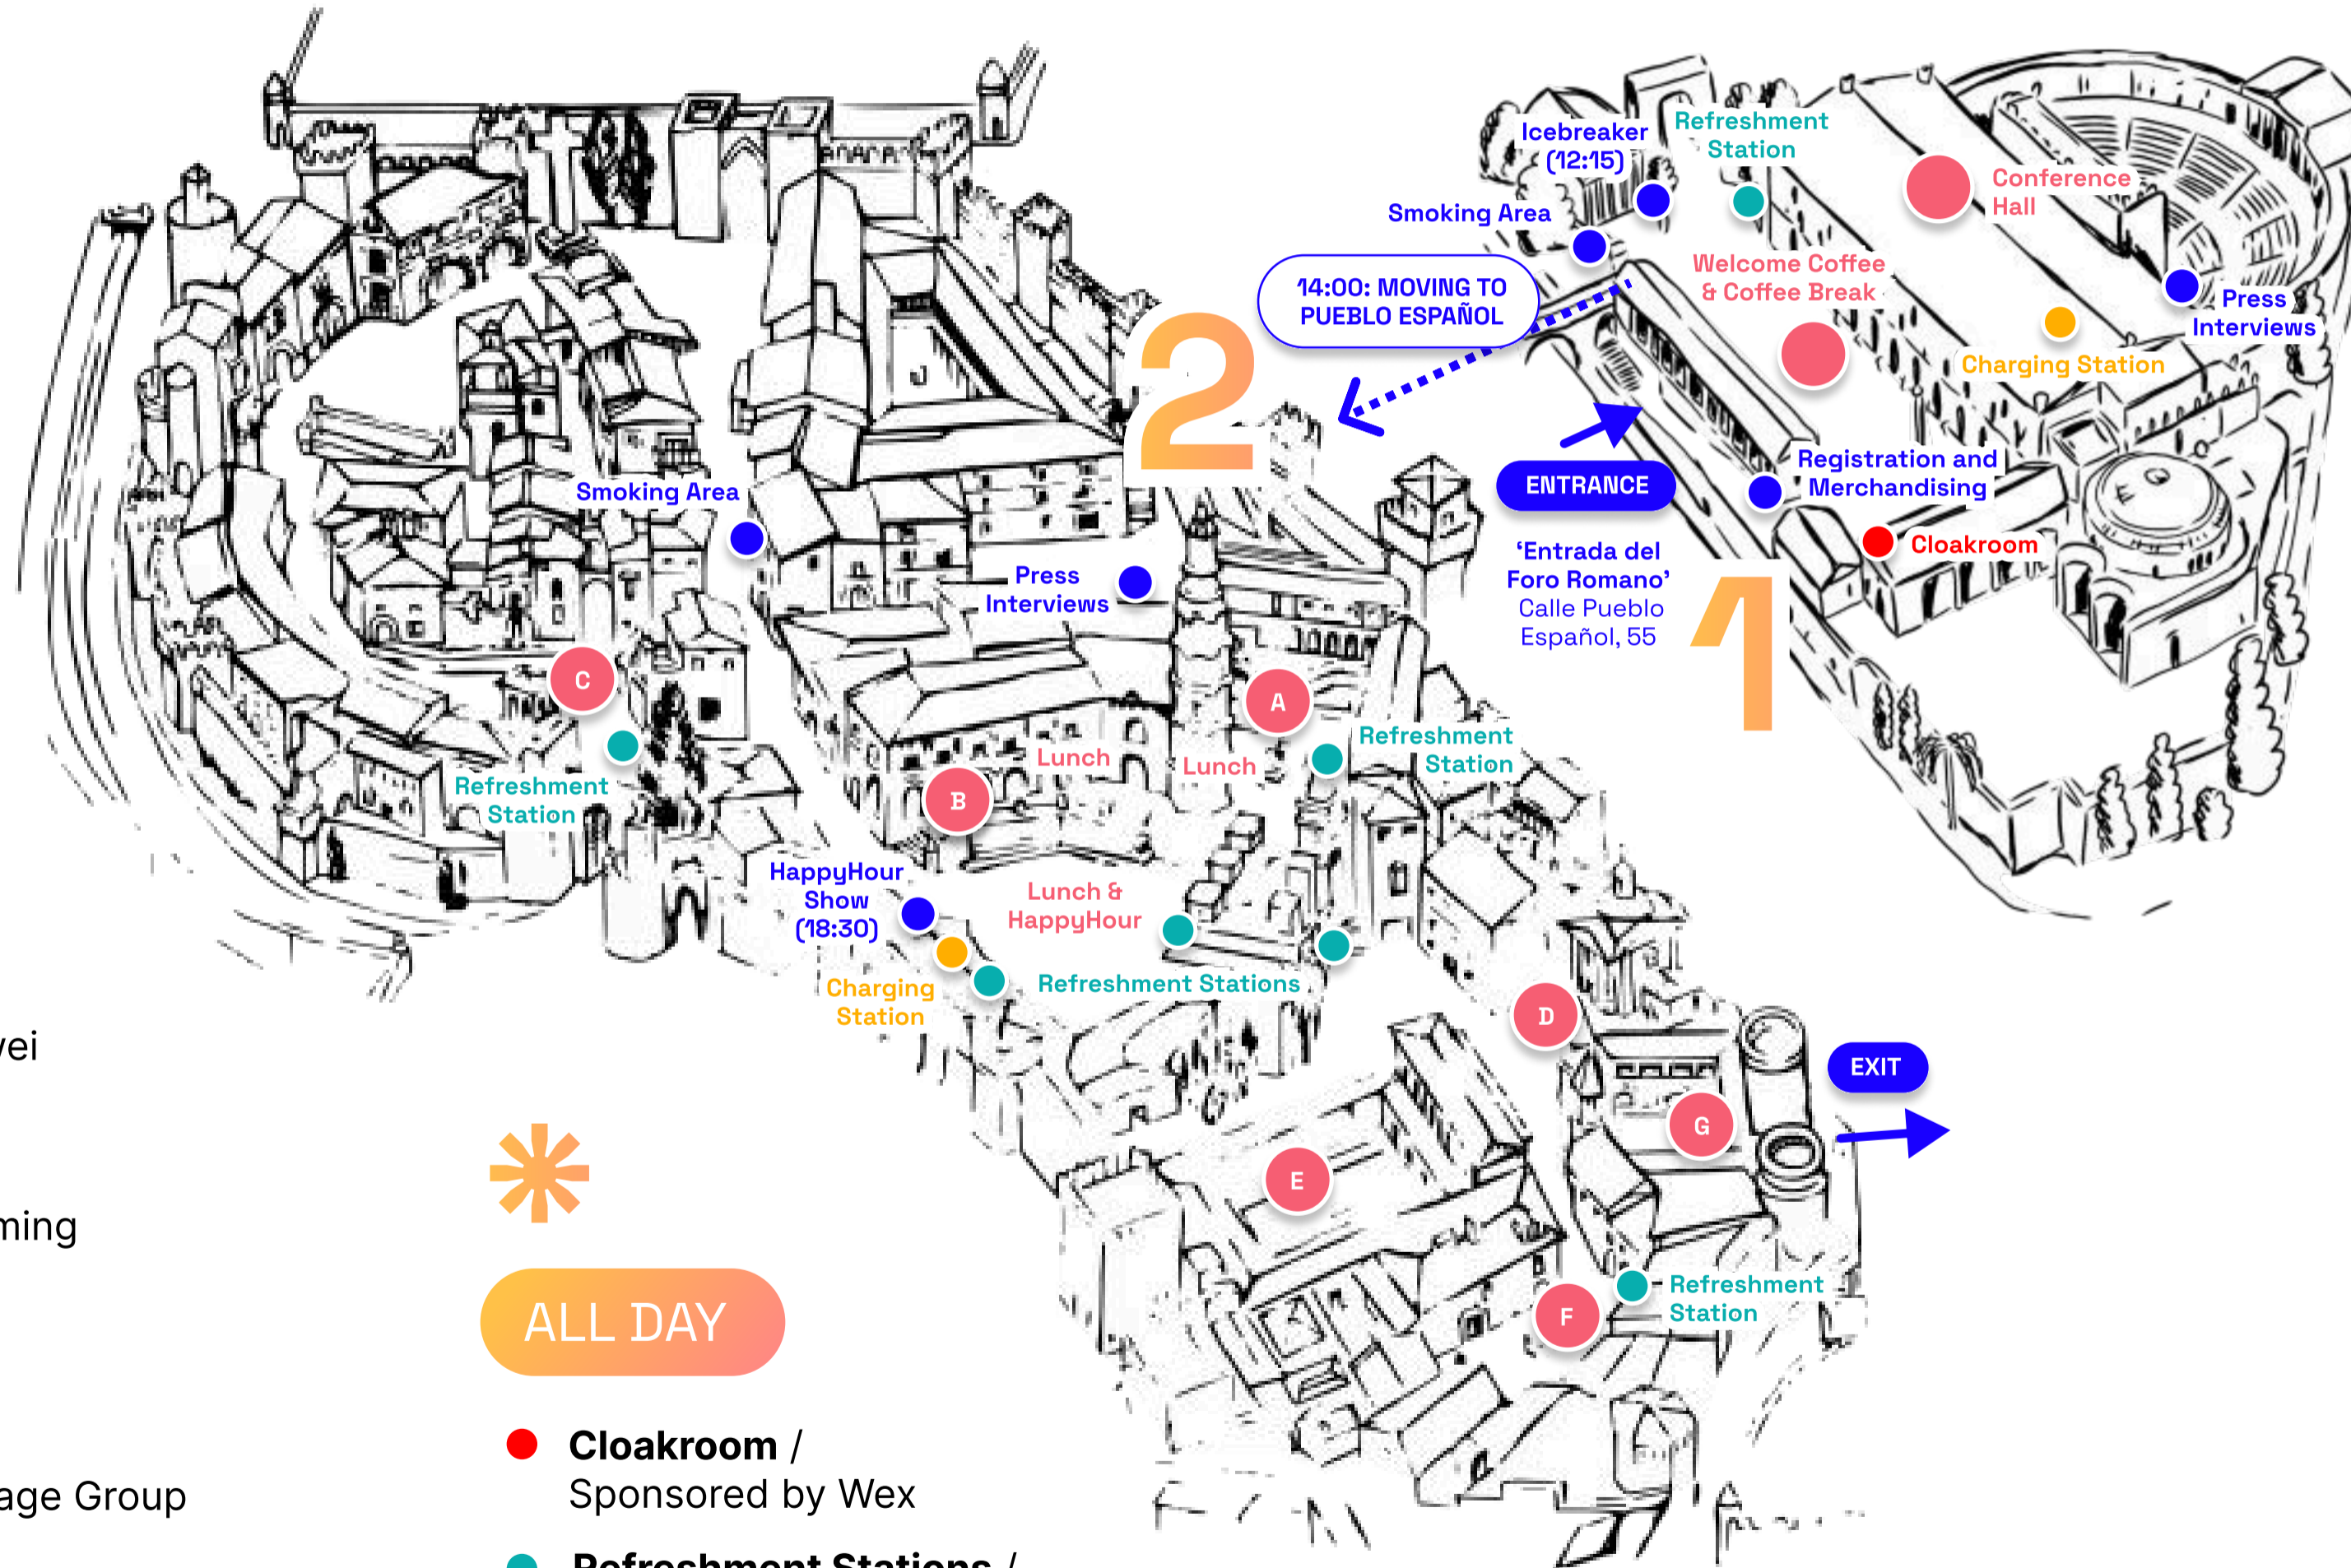 Icebreaker
(12:15)
Refreshment
Station
Conference
Hall
Smoking Area
Welcome Coffee
& Coffee Break
14:00: MOVING TO
PUEBLO ESPAÑOL
Press
Interviews
Charging Station
2
ENTRANCE
Registration and
Merchandising
Cloakroom
‘Entrada del
Foro Romano’
Calle Pueblo
Español, 55
1
Smoking Area
Press
Interviews
C
A
Refreshment
Station
Lunch
Lunch
B
Refreshment
Station
HappyHour
Show
(18:30)
Lunch &
HappyHour
Charging
Station
Refreshment Stations
D
EXIT
G
E
F
Refreshment
Station
ming
age Group
ALL DAY
Cloakroom /
Sponsored by Wex
Refreshment Stations /